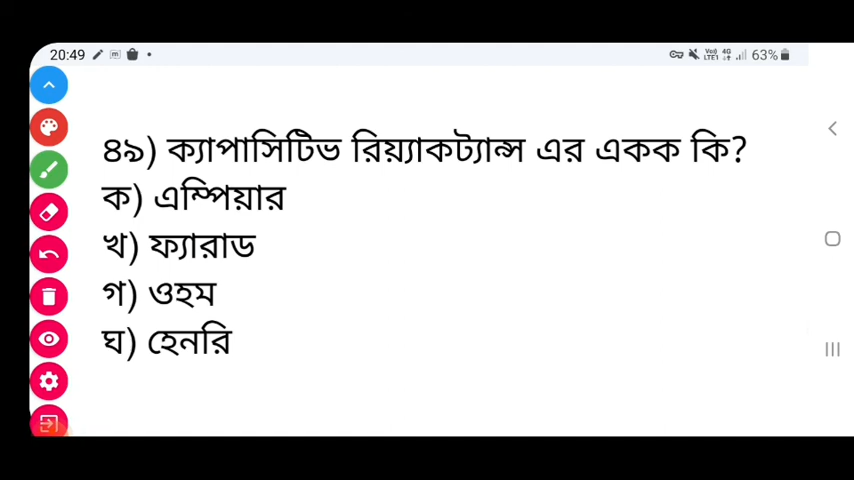 20:49
63%
৪৯) ক্যাপাসিটিভ রিয়্যাকট্যান্স এর একক কি?
ক) এম্পিয়ার
খ) ফ্যারাড
গ) ওহম
ঘ) হেনরি